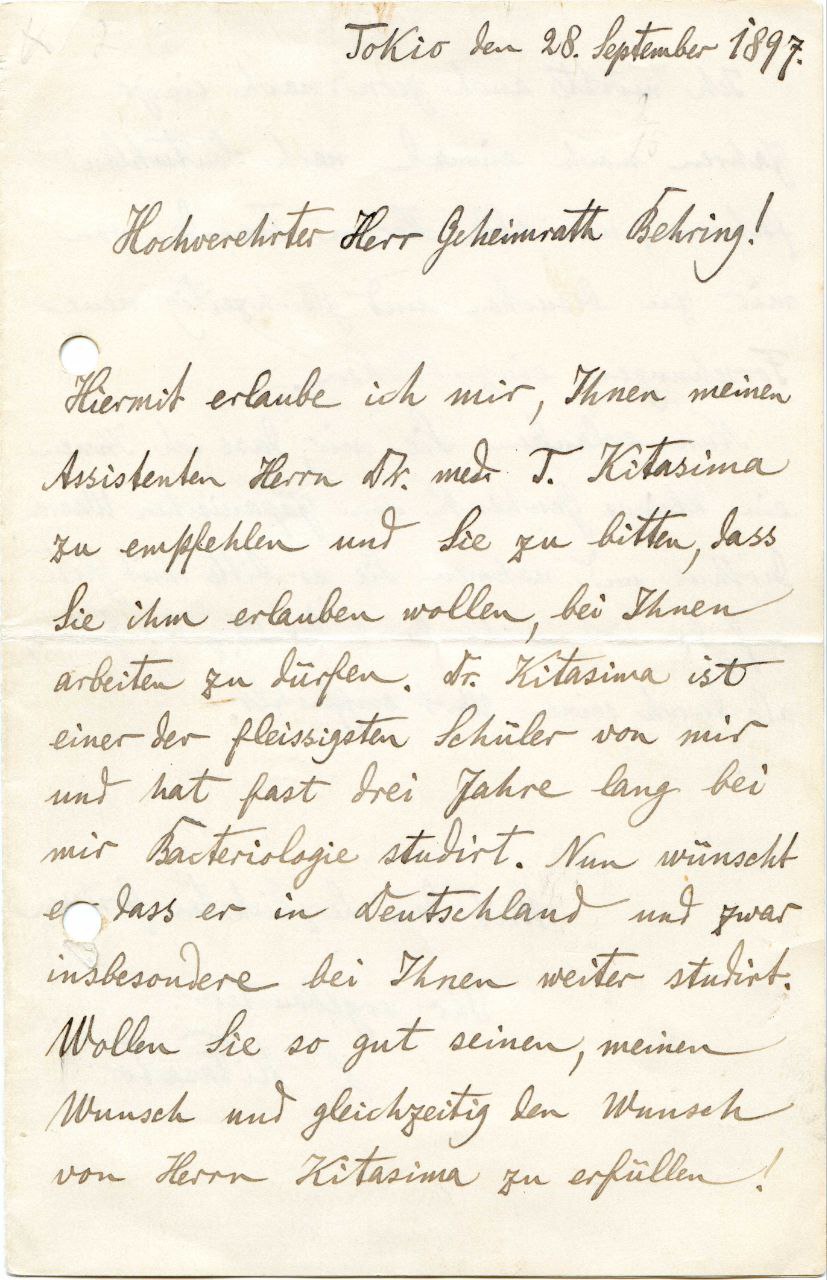 Tokio den 28. September 1897.
Hochverehrter Herr Geheimrath Behring!
Hiermit erlaube ich mir, Ihnen meinen
Assistenten Herrn Dr. med. T. Kitasima
zu empfehlen und Sie zu bitten, dass
Sie ihm erlauben wollen, bei Ihnen
arbeiten zu dürfen. Dr. Kitasima ist
einer der fleissigsten Schüler von mir
und hat fast drei Jahre lang bei
mir Bacteriologie studirt. Nun wünscht
er dass er in Deutschland und zwar
insbesondere bei Ihnen weiter studirt.
Wollen Sie so gut seinen, meinen
Wunsch und gleichzeitig den Wunsch
von Herrn Kitasima zu erfüllen!